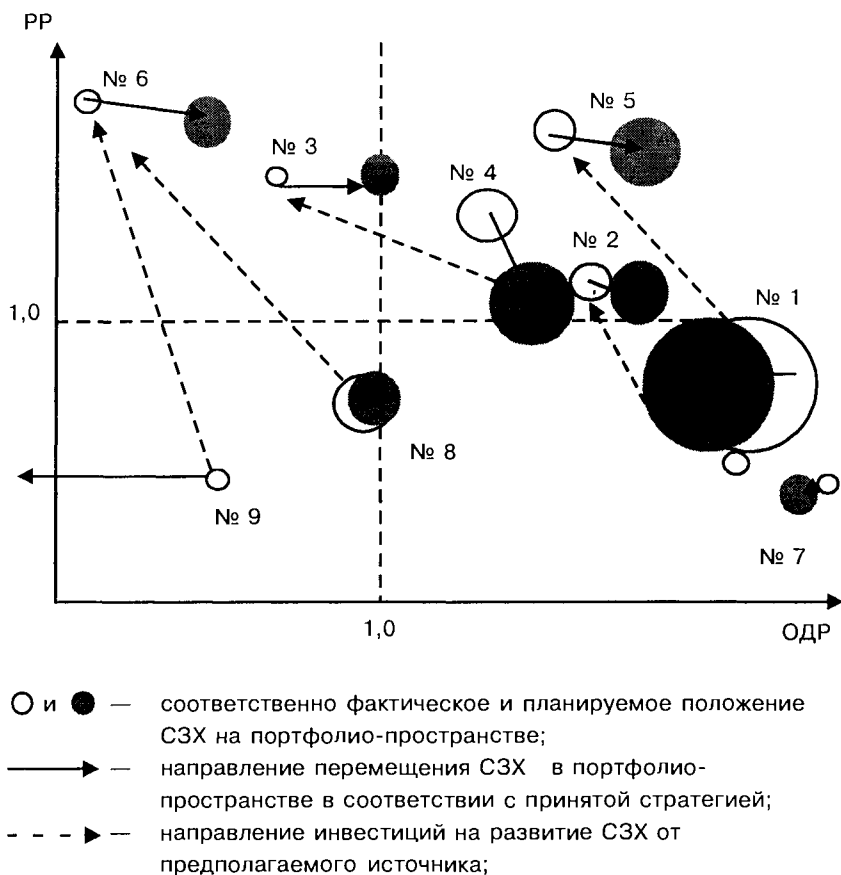 РР
№ 6
№ 5
№ 3
№ 4
№ 2
№ 1
1,0
№ 8
№ 9
№ 7
1,0
ОДР
и — соответственно фактическое и планируемое положение
СЗХ на портфолио-пространстве;
— направление перемещения СЗХ в портфолио-
пространстве в соответствии с принятой стратегией;
— направление инвестиций на развитие СЗХ от
предполагаемого источника;